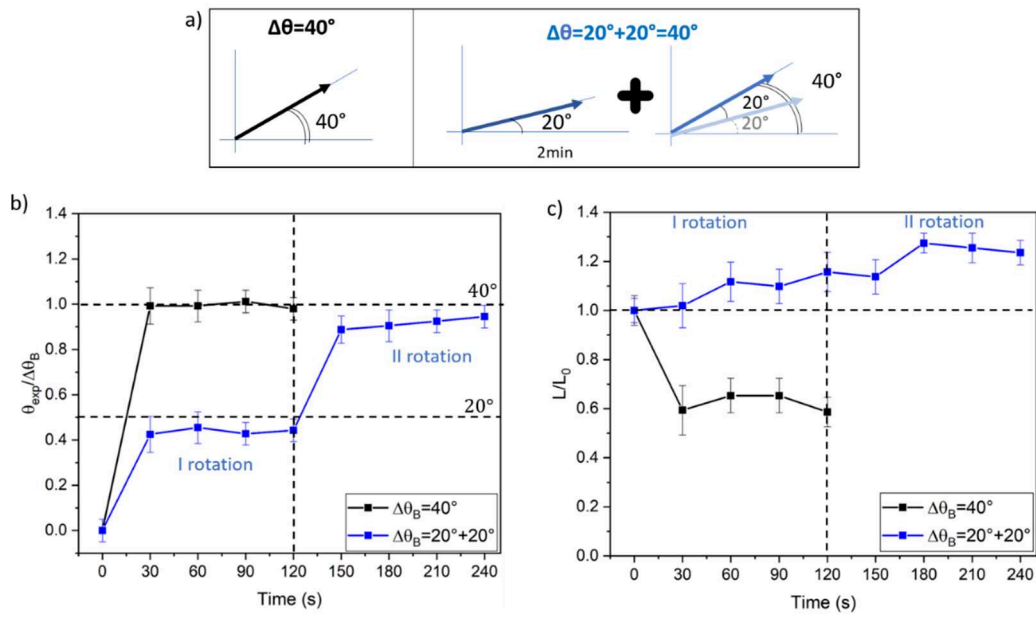 a)
Δθ=40°
Δθ=20°+20°=40°
40°
20°
2min
20°
20°
40°
b)
1.4
1.2
1.0
0.8
0.6
0.4
0.2
0.0
θexp/ΔθB
40°
20°
I rotation
II rotation
ΔθB=40°
ΔθB=20°+20°
0 30 60 90 120 150 180 210 240
Time (s)
c)
1.4
1.2
1.0
0.8
0.6
0.4
0.2
0.0
L/L0
I rotation
II rotation
ΔθB=40°
ΔθB=20°+20°
0 30 60 90 120 150 180 210 240
Time (s)